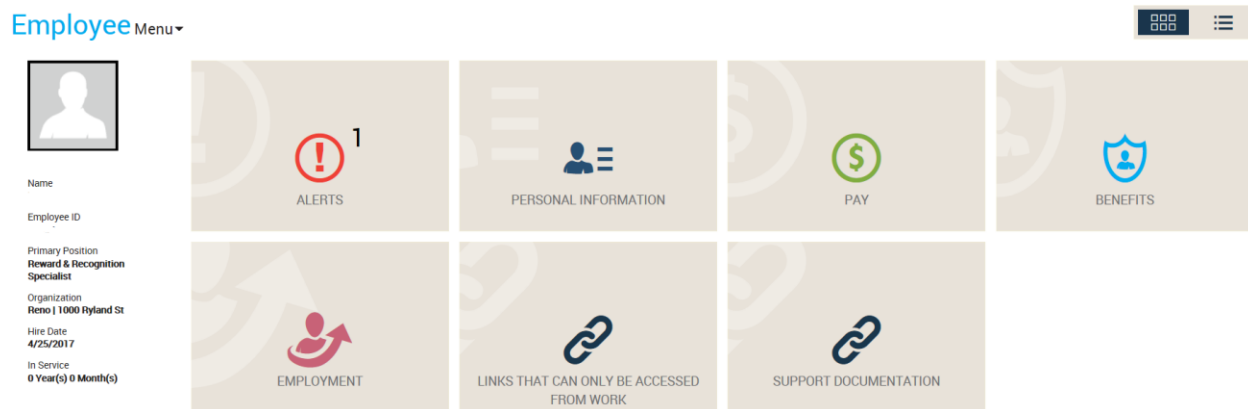 Employee Menu
Name
Employee ID
Primary Position
Reward & Recognition
Specialist
Organization
Reno | 1000 Ryland St
Hire Date
4/25/2017
In Service
0 Year(s) 0 Month(s)
1
ALERTS
PERSONAL INFORMATION
PAY
BENEFITS
EMPLOYMENT
LINKS THAT CAN ONLY BE ACCESSED
FROM WORK
SUPPORT DOCUMENTATION